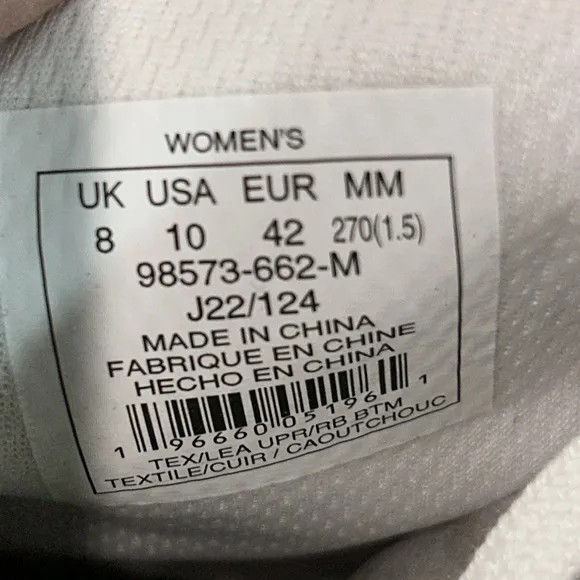 WOMEN'S
UK USA EUR MM
8 10 42 270(1.5)
98573-662-M
J22/124
MADE IN CHINA
FABRIQUE EN CHINE
HECHO EN CHINA
1 96660 05196 1
TEX/LEA UPR/RB BTM
TEXTILE/CUIR / CAOUTCHOUC